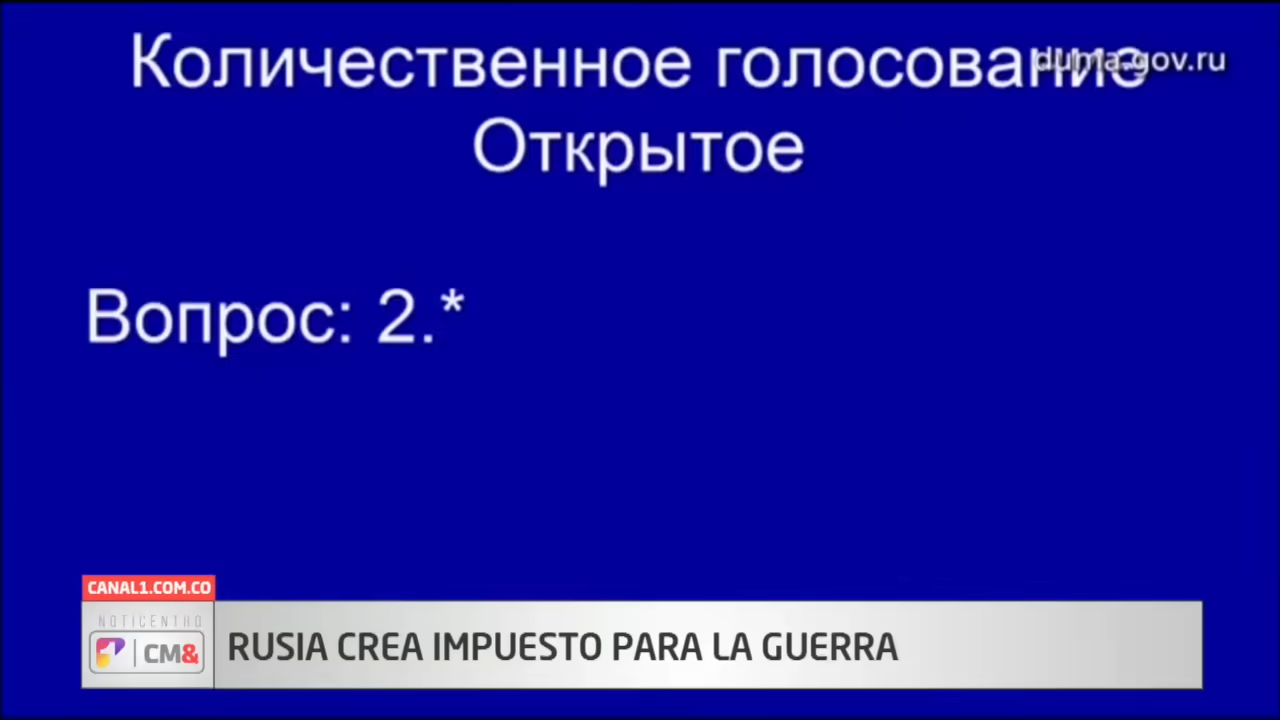 Количественное голосование
duma.gov.ru
Открытое
Вопрос: 2.*
CANAL1.COM.CO
NOTICENTRO
CM&
RUSIA CREA IMPUESTO PARA LA GUERRA